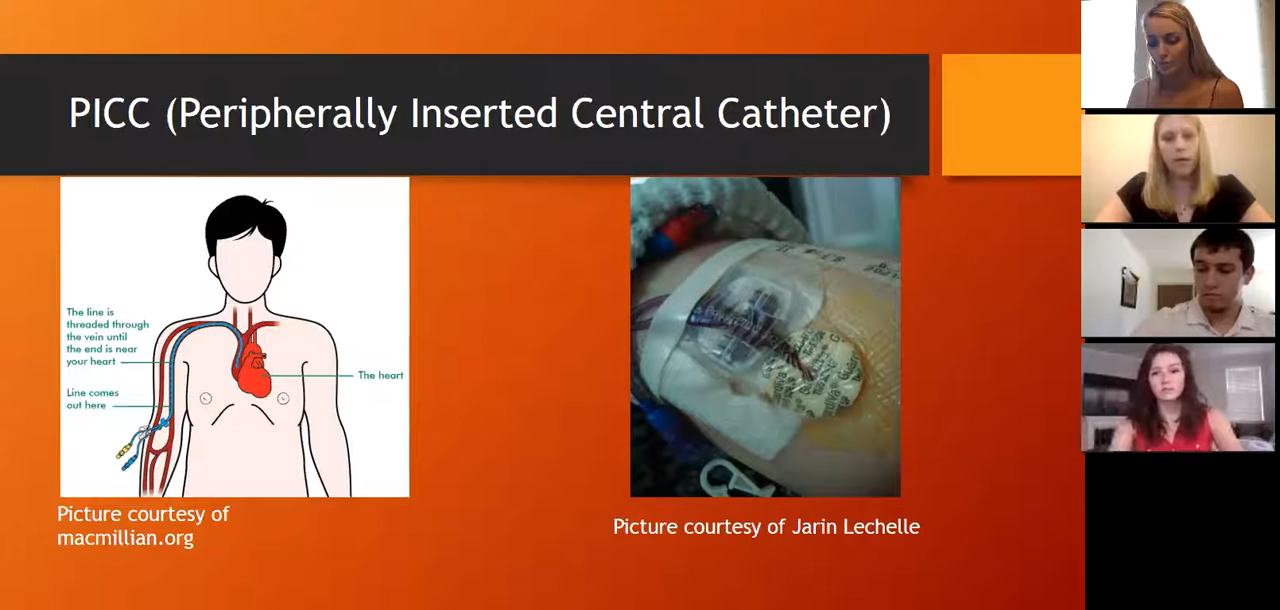 PICC (Peripherally Inserted Central Catheter)
The line is
threaded through
the vein until
the end is near
your heart
Line comes
out here
The heart
Picture courtesy of
macmillian.org
Picture courtesy of Jarin Lechelle